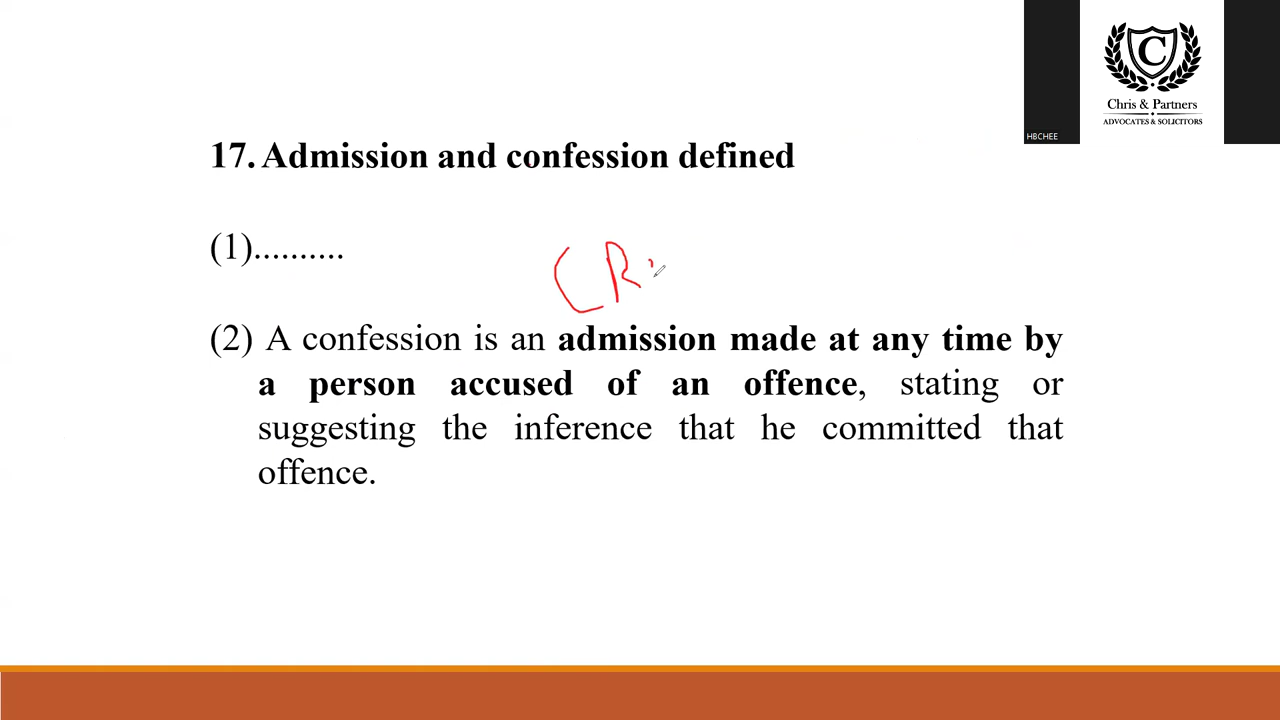 C
Chris & Partners
ADVOCATES & SOLICITORS
HBCHEE
17. Admission and confession defined
(1)..........
CR
(2) A confession is an admission made at any time by
a person accused of an offence, stating or
suggesting the inference that he committed that
offence.